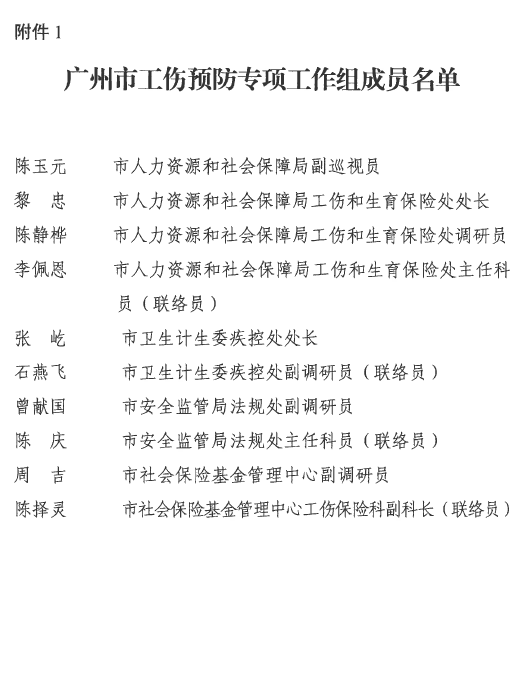 附件 1
广州市工伤预防专项工作组成员名单
陈玉元 市人力资源和社会保障局副巡视员
黎 忠 市人力资源和社会保障局工伤和生育保险处处长
陈静桦 市人力资源和社会保障局工伤和生育保险处调研员
李佩恩 市人力资源和社会保障局工伤和生育保险处主任科
员（联络员）
张 屹 市卫生计生委疾控处处长
石燕飞 市卫生计生委疾控处副调研员（联络员）
曾献国 市安全监管局法规处副调研员
陈 庆 市安全监管局法规处主任科员（联络员）
周 吉 市社会保险基金管理中心副调研员
陈择灵 市社会保险基金管理中心工伤保险科副科长（联络员）